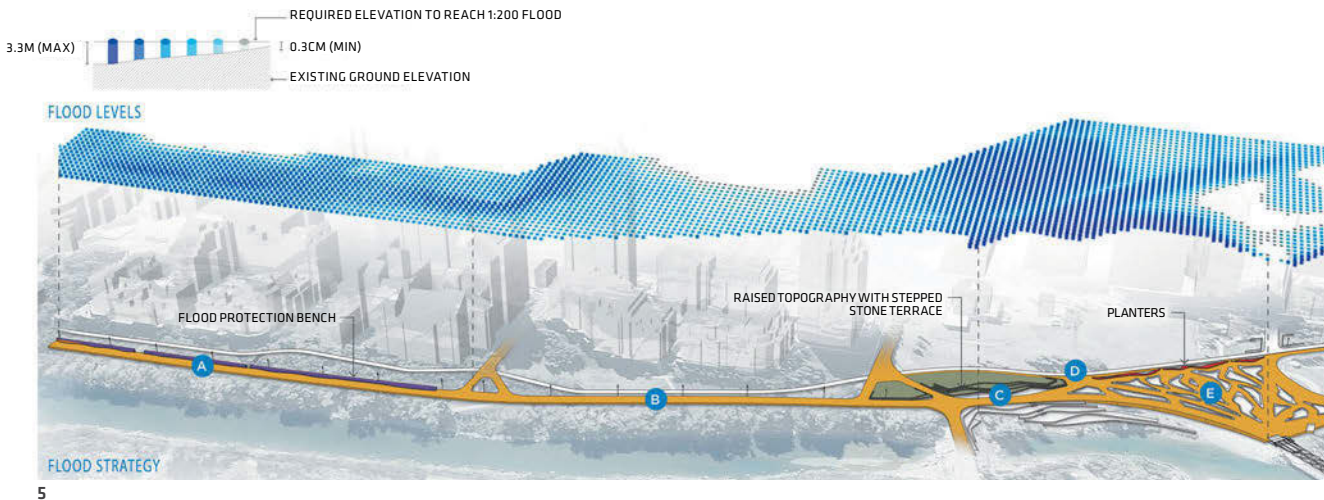 REQUIRED ELEVATION TO REACH 1:200 FLOOD
3.3M (MAX)
0.3CM (MIN)
EXISTING GROUND ELEVATION
FLOOD LEVELS
RAISED TOPOGRAPHY WITH STEPPED
STONE TERRACE
PLANTERS
FLOOD PROTECTION BENCH
A
B
C
D
E
FLOOD STRATEGY
5